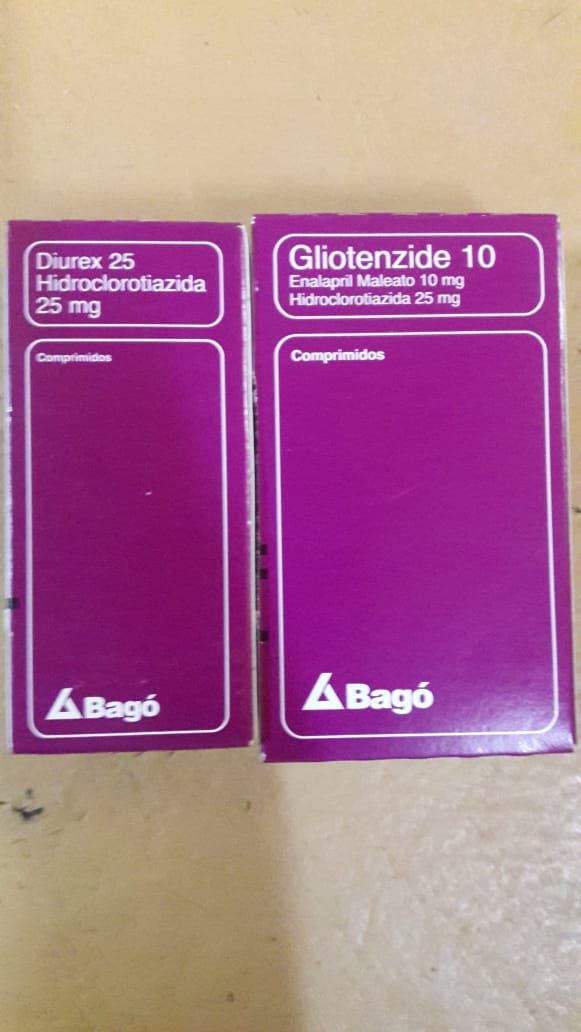 Diurex 25
Hidroclorotiazida
25 mg
Comprimidos
Bagó
Gliotenzide 10
Enalapril Maleato 10 mg
Hidroclorotiazida 25 mg
Comprimidos
Bagó